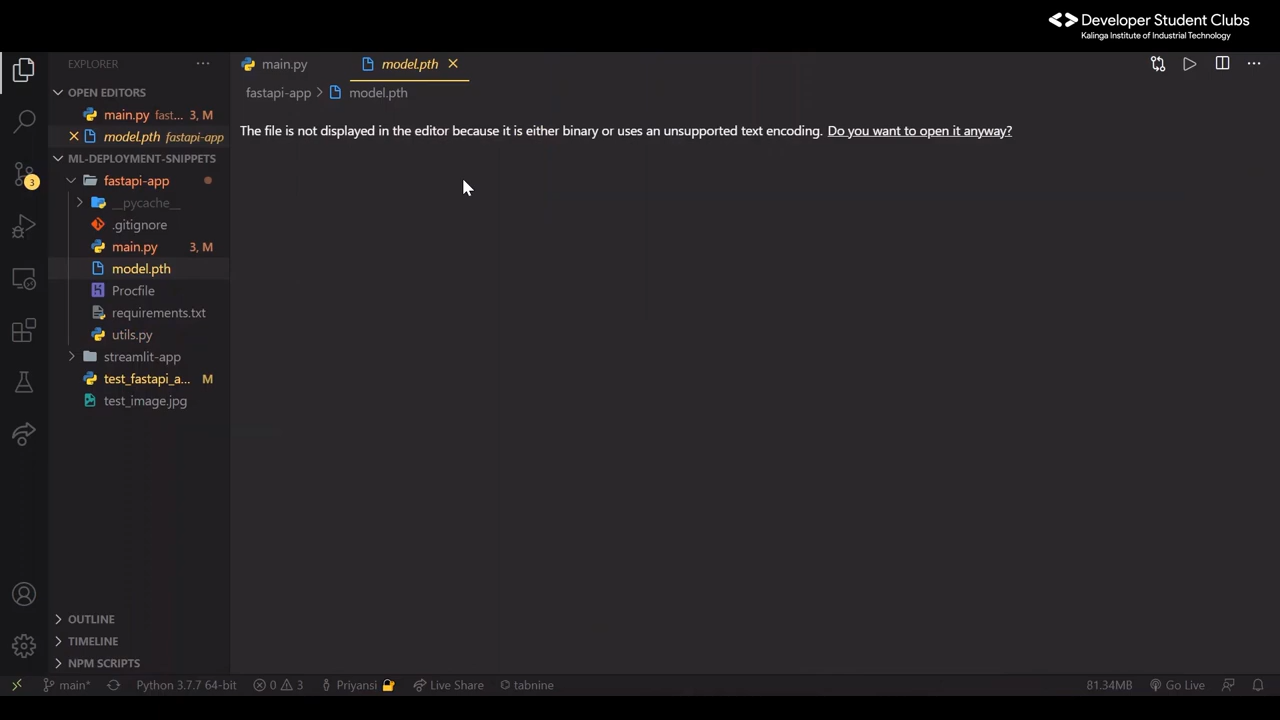 Developer Student Clubs
Kalinga Institute of Industrial Technology
EXPLORER
main.py
model.pth
OPEN EDITORS
fastapi-app > model.pth
main.py fast... 3, M
model.pth fastapi-app
The file is not displayed in the editor because it is either binary or uses an unsupported text encoding. Do you want to open it anyway?
ML-DEPLOYMENT-SNIPPETS
fastapi-app
3
__pycache__
.gitignore
main.py 3, M
model.pth
Procfile
requirements.txt
utils.py
streamlit-app
test_fastapi_a... M
test_image.jpg
OUTLINE
TIMELINE
NPM SCRIPTS
main* Python 3.7.7 64-bit 0 3 Priyansi Live Share tabnine 81.34MB Go Live